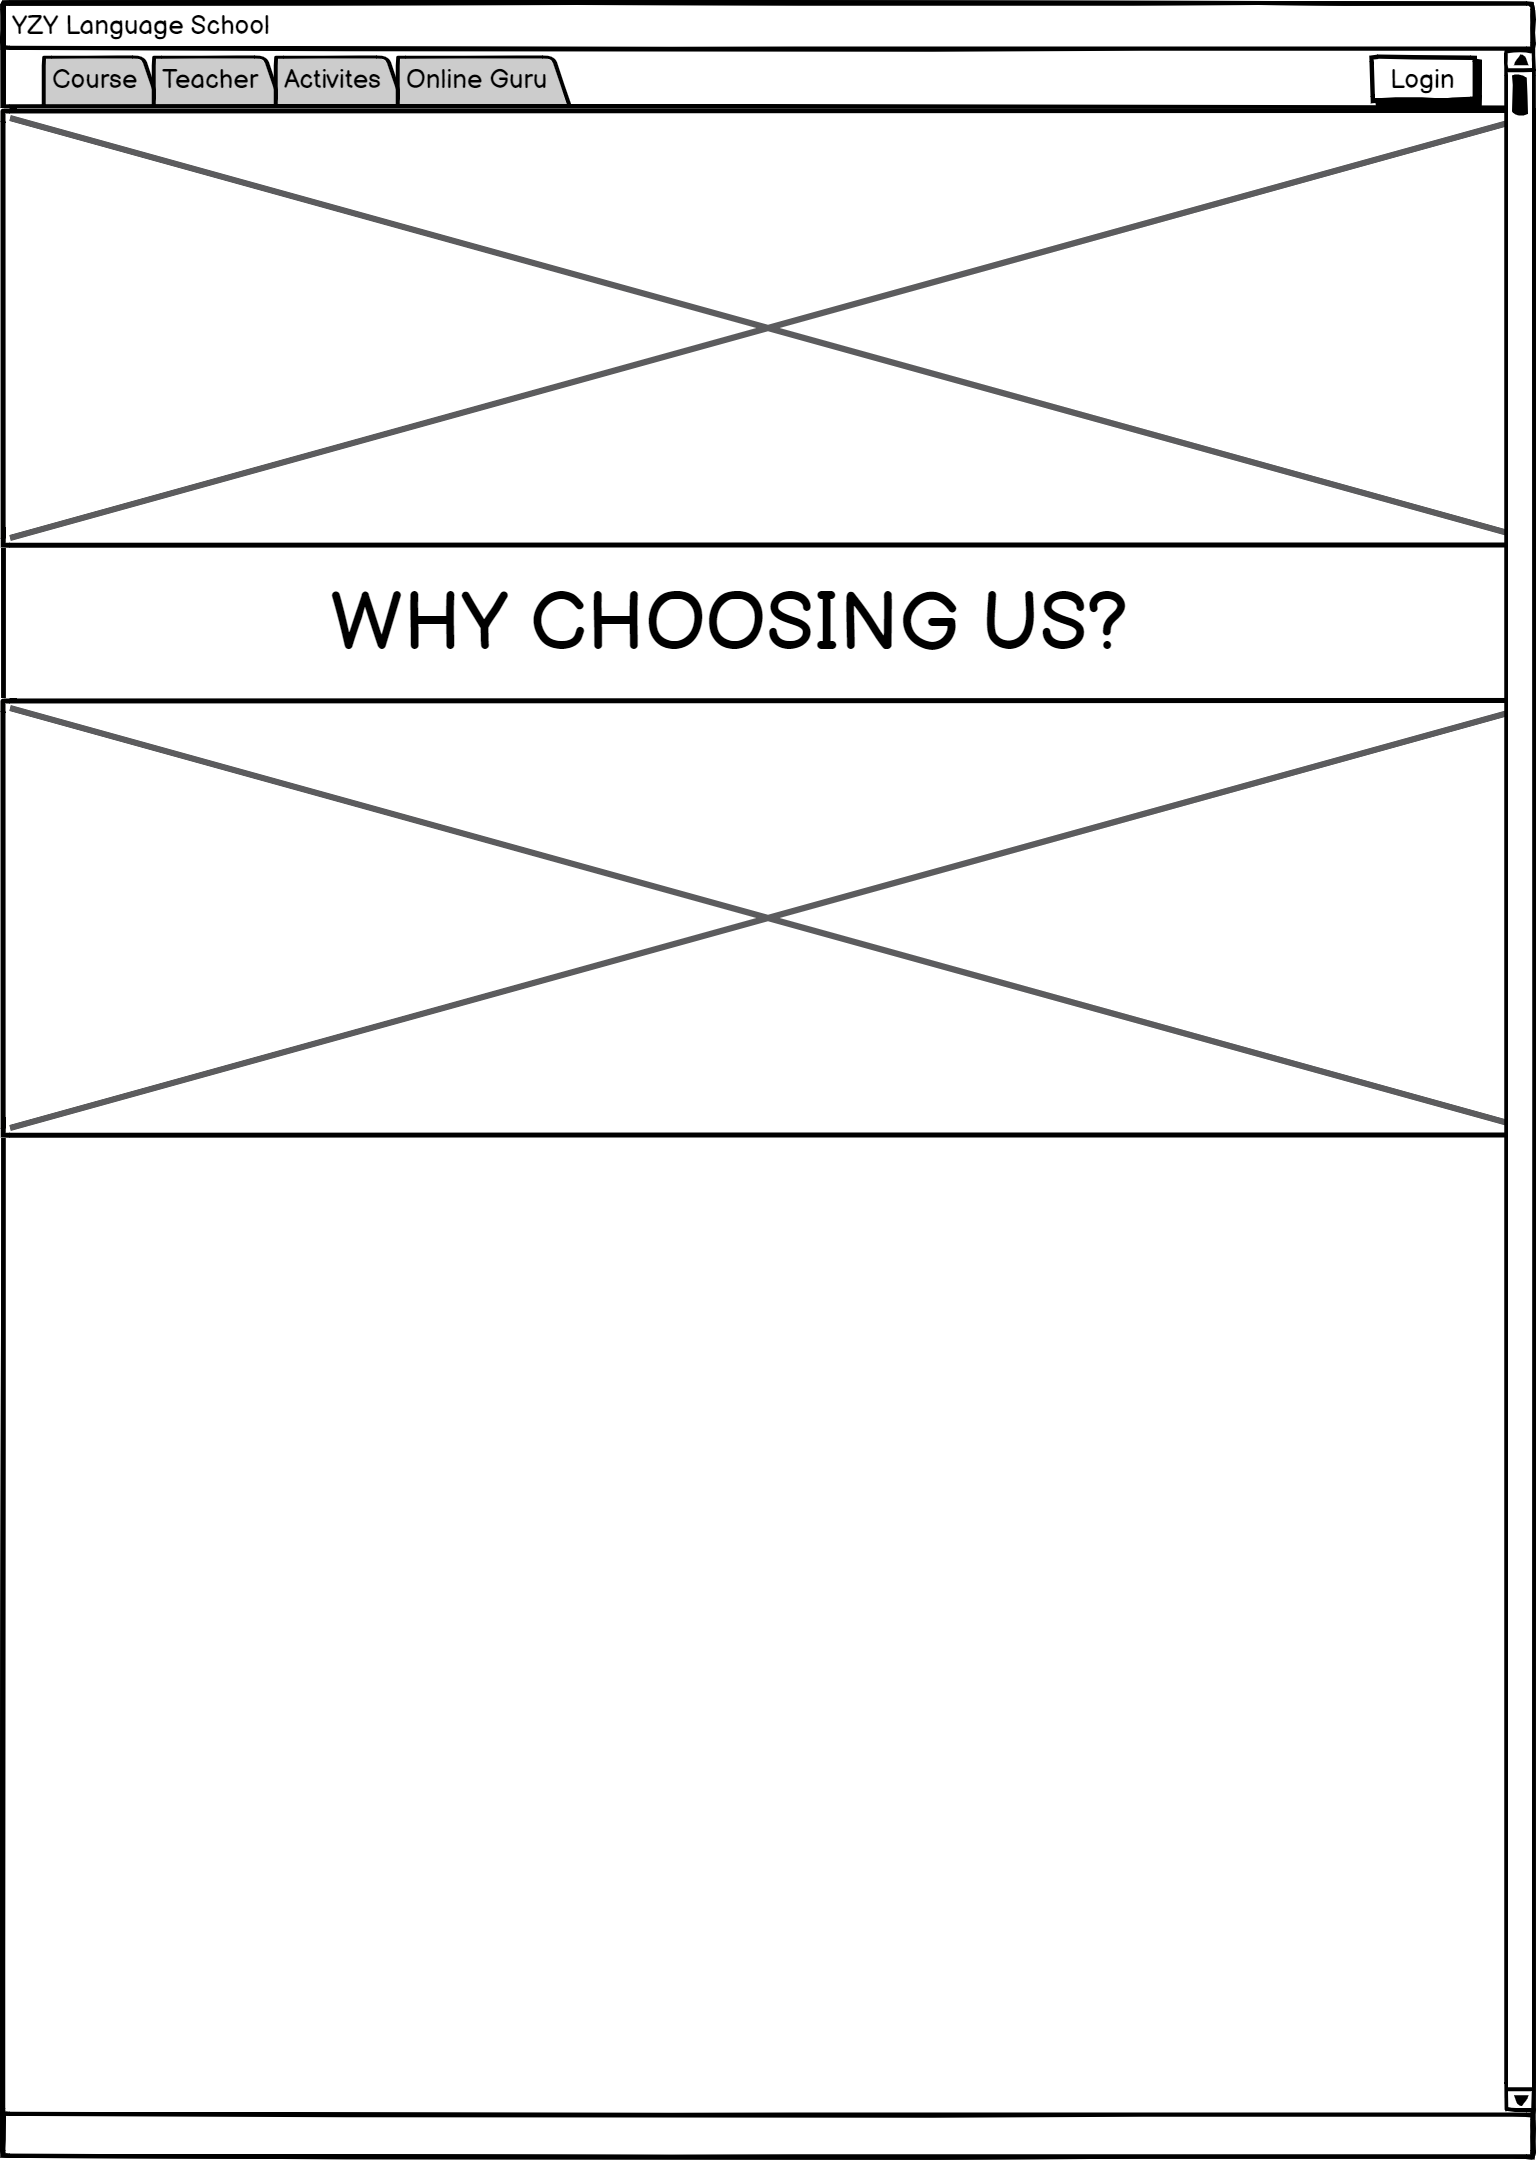 YZY Language School
Course Teacher Activites Online Guru Login
WHY CHOOSING US?